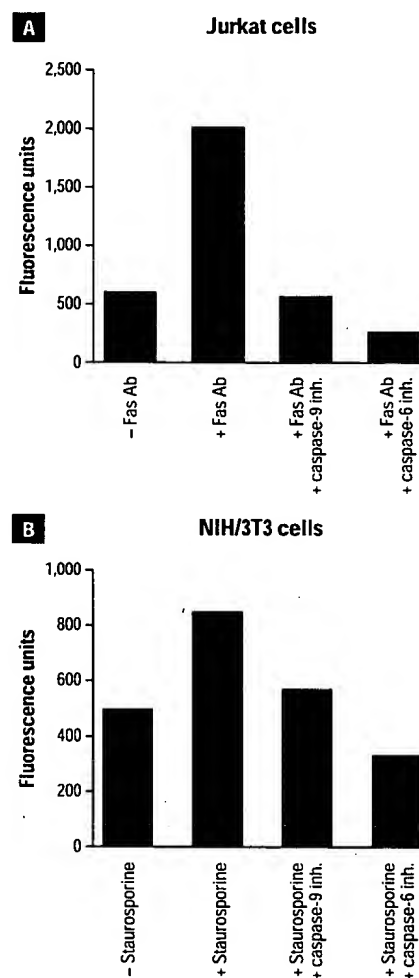 A
Jurkat cells
Fluorescence units
2,500
2,000
1,500
1,000
500
0
– Fas Ab
+ Fas Ab
+ Fas Ab
+ caspase-9 inh.
+ Fas Ab
+ caspase-6 inh.
B
NIH/3T3 cells
Fluorescence units
1,000
800
600
400
200
0
– Staurosporine
+ Staurosporine
+ Staurosporine
+ caspase-9 inh.
+ Staurosporine
+ caspase-6 inh.